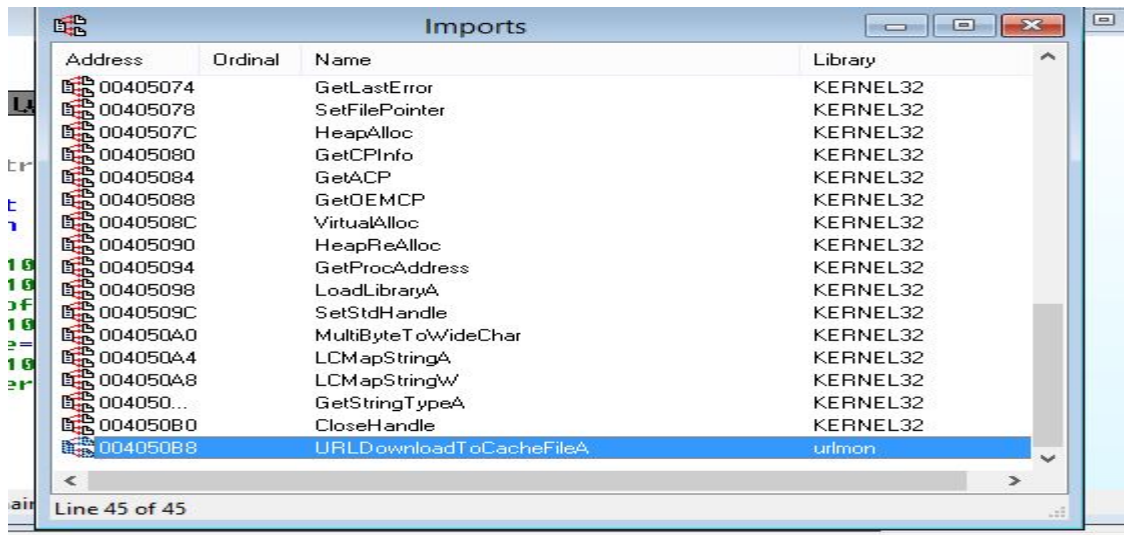 Imports
Address Ordinal Name Library
00405074 GetLastError KERNEL32
00405078 SetFilePointer KERNEL32
0040507C HeapAlloc KERNEL32
00405080 GetCPInfo KERNEL32
00405084 GetACP KERNEL32
00405088 GetOEMCP KERNEL32
0040508C VirtualAlloc KERNEL32
00405090 HeapReAlloc KERNEL32
00405094 GetProcAddress KERNEL32
00405098 LoadLibraryA KERNEL32
0040509C SetStdHandle KERNEL32
004050A0 MultiByteToWideChar KERNEL32
004050A4 LCMapStringA KERNEL32
004050A8 LCMapStringW KERNEL32
004050... GetStringTypeA KERNEL32
004050B0 CloseHandle KERNEL32
004050B8 URLDownloadToCacheFileA urlmon
Line 45 of 45